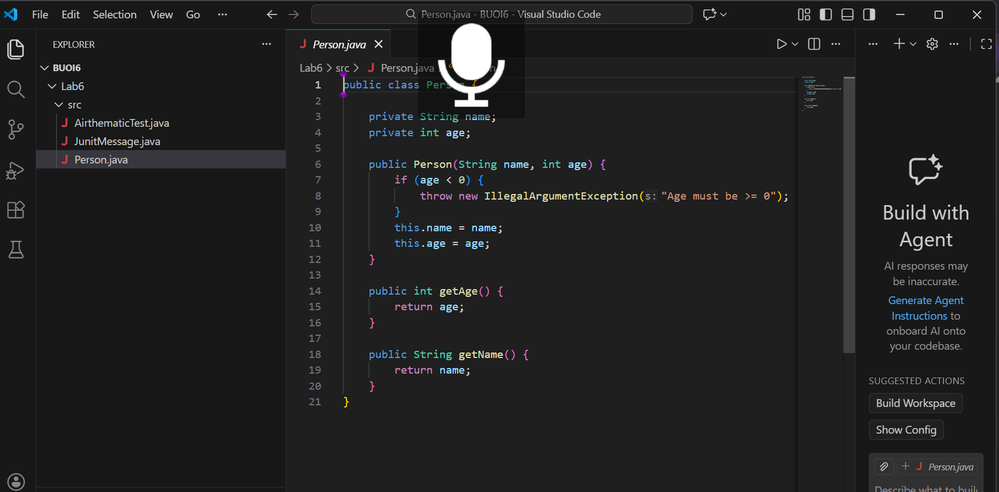 File Edit Selection View Go ...
Person.java - BUOI6 - Visual Studio Code
EXPLORER
BUOI6
Lab6
src
AirthematicTest.java
JunitMessage.java
Person.java
Person.java
Lab6 > src > Person.java
1 public class Person {
2
3 private String name;
4 private int age;
5
6 public Person(String name, int age) {
7 if (age < 0) {
8 throw new IllegalArgumentException(s: "Age must be >= 0");
9 }
10 this.name = name;
11 this.age = age;
12 }
13
14 public int getAge() {
15 return age;
16 }
17
18 public String getName() {
19 return name;
20 }
21 }
Build with
Agent
AI responses may
be inaccurate.
Generate Agent
Instructions to
onboard AI onto
your codebase.
SUGGESTED ACTIONS
Build Workspace
Show Config
Person.java
Describe what to build